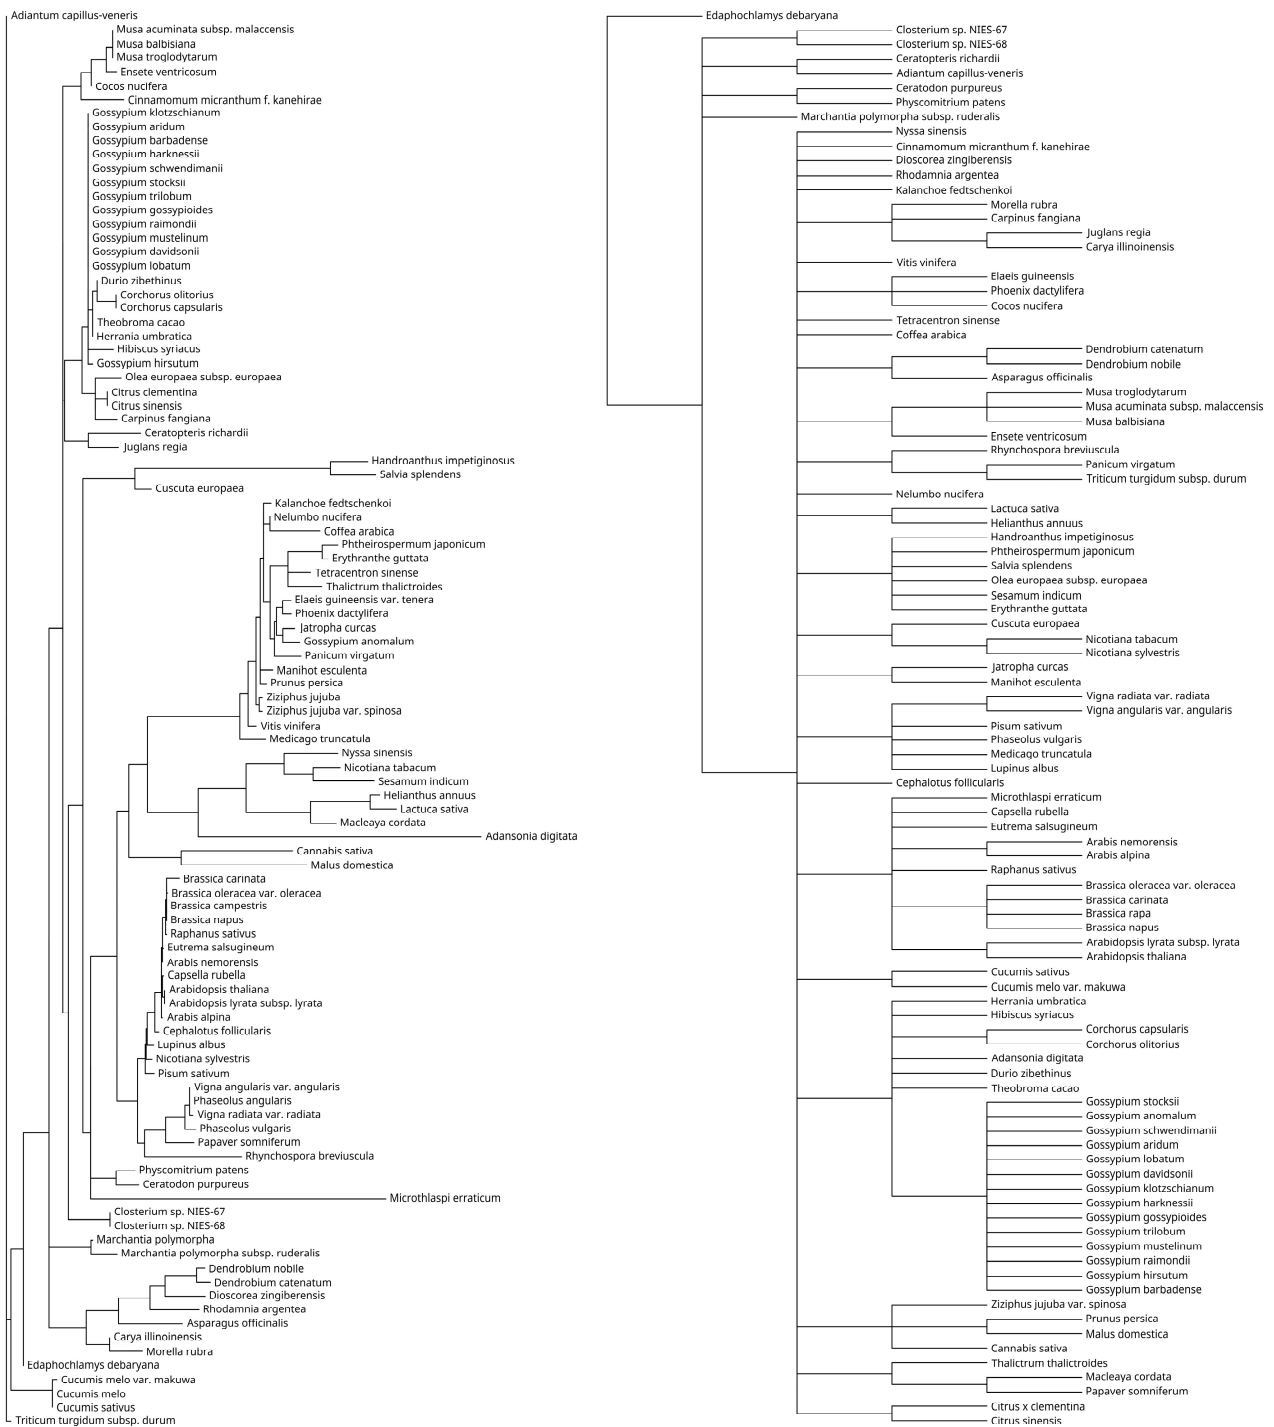 Adiantum capillus-veneris
Musa acuminata subsp. malaccensis
Musa balbisiana
Musa troglodytarum
Ensete ventricosum
Cocos nucifera
Cinnamomum micranthum f. kanehirae
Gossypium klotzschianum
Gossypium aridum
Gossypium barbadense
Gossypium harknessii
Gossypium schwendimanii
Gossypium stocksii
Gossypium trilobum
Gossypium gossypioides
Gossypium raimondii
Gossypium mustelinum
Gossypium davidsonii
Gossypium lobatum
Durio zibethinus
Corchorus olitorius
Corchorus capsularis
Theobroma cacao
Herrania umbratica
Hibiscus syriacus
Gossypium hirsutum
Olea europaea subsp. europaea
Citrus clementina
Citrus sinensis
Carpinus fangiana
Ceratopteris richardii
Juglans regia
Handroanthus impetiginosus
Salvia splendens
Cuscuta europaea
Kalanchoe fedtschenkoi
Nelumbo nucifera
Coffea arabica
Phtheirospermum japonicum
Erythranthe guttata
Tetracentron sinense
Thalictrum thalictroides
Elaeis guineensis var. tenera
Phoenix dactylifera
Jatropha curcas
Gossypium anomalum
Panicum virgatum
Manihot esculenta
Prunus persica
Ziziphus jujuba
Ziziphus jujuba var. spinosa
Vitis vinifera
Medicago truncatula
Nyssa sinensis
Nicotiana tabacum
Sesamum indicum
Helianthus annuus
Lactuca sativa
Macleaya cordata
Adansonia digitata
Cannabis sativa
Malus domestica
Brassica carinata
Brassica oleracea var. oleracea
Brassica campestris
Brassica napus
Raphanus sativus
Eutrema salsugineum
Arabis nemorensis
Capsella rubella
Arabidopsis thaliana
Arabidopsis lyrata subsp. lyrata
Arabis alpina
Cephalotus follicularis
Lupinus albus
Nicotiana sylvestris
Pisum sativum
Vigna angularis var. angularis
Phaseolus angularis
Vigna radiata var. radiata
Phaseolus vulgaris
Papaver somniferum
Rhynchospora breviuscula
Physcomitrium patens
Ceratodon purpureus
Microthlaspi erraticum
Closterium sp. NIES-67
Closterium sp. NIES-68
Marchantia polymorpha
Marchantia polymorpha subsp. ruderalis
Dendrobium nobile
Dendrobium catenatum
Dioscorea zingiberensis
Rhodamnia argentea
Asparagus officinalis
Carya illinoinensis
Morella rubra
Edaphochlamys debaryana
Cucumis melo var. makuwa
Cucumis melo
Cucumis sativus
Triticum turgidum subsp. durum
Edaphochlamys debaryana
Closterium sp. NIES-67
Closterium sp. NIES-68
Ceratopteris richardii
Adiantum capillus-veneris
Ceratodon purpureus
Physcomitrium patens
Marchantia polymorpha subsp. ruderalis
Nyssa sinensis
Cinnamomum micranthum f. kanehirae
Dioscorea zingiberensis
Rhodamnia argentea
Kalanchoe fedtschenkoi
Morella rubra
Carpinus fangiana
Juglans regia
Carya illinoinensis
Vitis vinifera
Elaeis guineensis
Phoenix dactylifera
Cocos nucifera
Tetracentron sinense
Coffea arabica
Dendrobium catenatum
Dendrobium nobile
Asparagus officinalis
Musa troglodytarum
Musa acuminata subsp. malaccensis
Musa balbisiana
Ensete ventricosum
Rhynchospora breviuscula
Panicum virgatum
Triticum turgidum subsp. durum
Nelumbo nucifera
Lactuca sativa
Helianthus annuus
Handroanthus impetiginosus
Phtheirospermum japonicum
Salvia splendens
Olea europaea subsp. europaea
Sesamum indicum
Erythranthe guttata
Cuscuta europaea
Nicotiana tabacum
Nicotiana sylvestris
Jatropha curcas
Manihot esculenta
Vigna radiata var. radiata
Vigna angularis var. angularis
Pisum sativum
Phaseolus vulgaris
Medicago truncatula
Lupinus albus
Cephalotus follicularis
Microthlaspi erraticum
Capsella rubella
Eutrema salsugineum
Arabis nemorensis
Arabis alpina
Raphanus sativus
Brassica oleracea var. oleracea
Brassica carinata
Brassica rapa
Brassica napus
Arabidopsis lyrata subsp. lyrata
Arabidopsis thaliana
Cucumis sativus
Cucumis melo var. makuwa
Herrania umbratica
Hibiscus syriacus
Corchorus capsularis
Corchorus olitorius
Adansonia digitata
Durio zibethinus
Theobroma cacao
Gossypium stocksii
Gossypium anomalum
Gossypium schwendimanii
Gossypium aridum
Gossypium lobatum
Gossypium davidsonii
Gossypium klotzschianum
Gossypium harknessii
Gossypium gossypioides
Gossypium trilobum
Gossypium mustelinum
Gossypium raimondii
Gossypium hirsutum
Gossypium barbadense
Ziziphus jujuba var. spinosa
Prunus persica
Malus domestica
Cannabis sativa
Thalictrum thalictroides
Macleaya cordata
Papaver somniferum
Citrus x clementina
Citrus sinensis